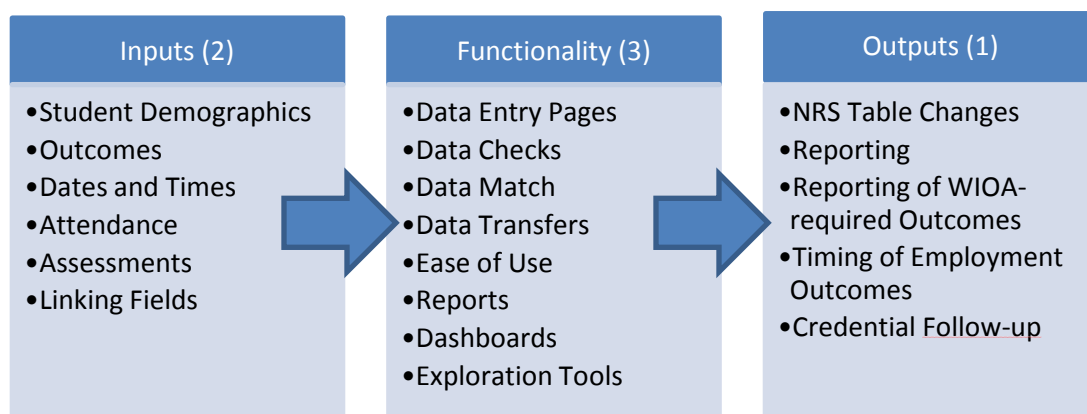 Inputs (2)
•Student Demographics
•Outcomes
•Dates and Times
•Attendance
•Assessments
•Linking Fields
Functionality (3)
•Data Entry Pages
•Data Checks
•Data Match
•Data Transfers
•Ease of Use
•Reports
•Dashboards
•Exploration Tools
Outputs (1)
•NRS Table Changes
•Reporting
•Reporting of WIOA-
required Outcomes
•Timing of Employment
Outcomes
•Credential Follow-up